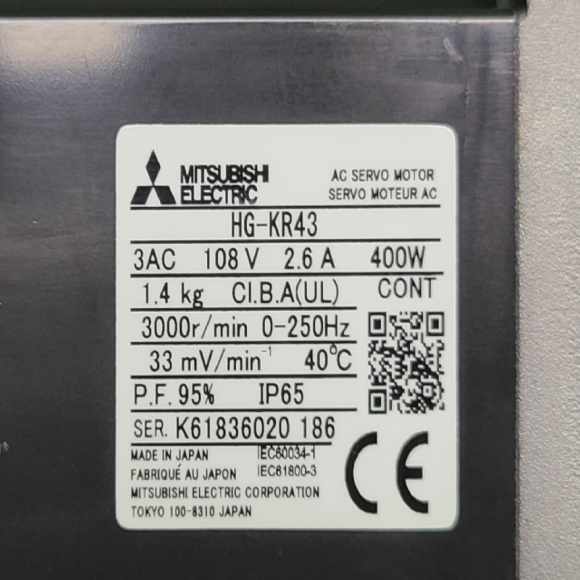 MITSUBISHI
ELECTRIC
AC SERVO MOTOR
SERVO MOTEUR AC
HG-KR43
3AC 108 V 2.6 A 400W
1.4 kg CI.B.A(UL) CONT
3000r/min 0-250Hz
33 mV/min⁻¹ 40℃
P.F. 95% IP65
SER. K61836020 186
MADE IN JAPAN IEC60034-1
FABRIQUÉ AU JAPON IEC61800-3
MITSUBISHI ELECTRIC CORPORATION
TOKYO 100-8310 JAPAN
CE